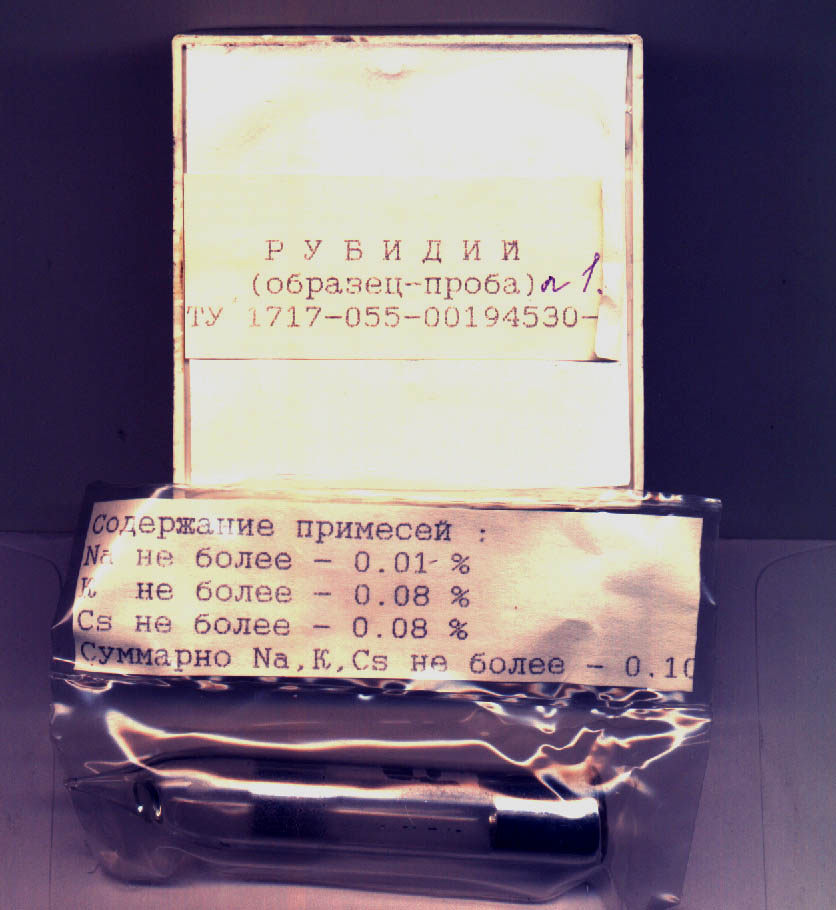 РУБИДИЙ
(образец-проба) №1.
ТУ 1717-055-00194530-
Содержание примесей :
Na не более - 0.01 %
К не более - 0.08 %
Cs не более - 0.08 %
Суммарно Na,К,Cs не более - 0.10